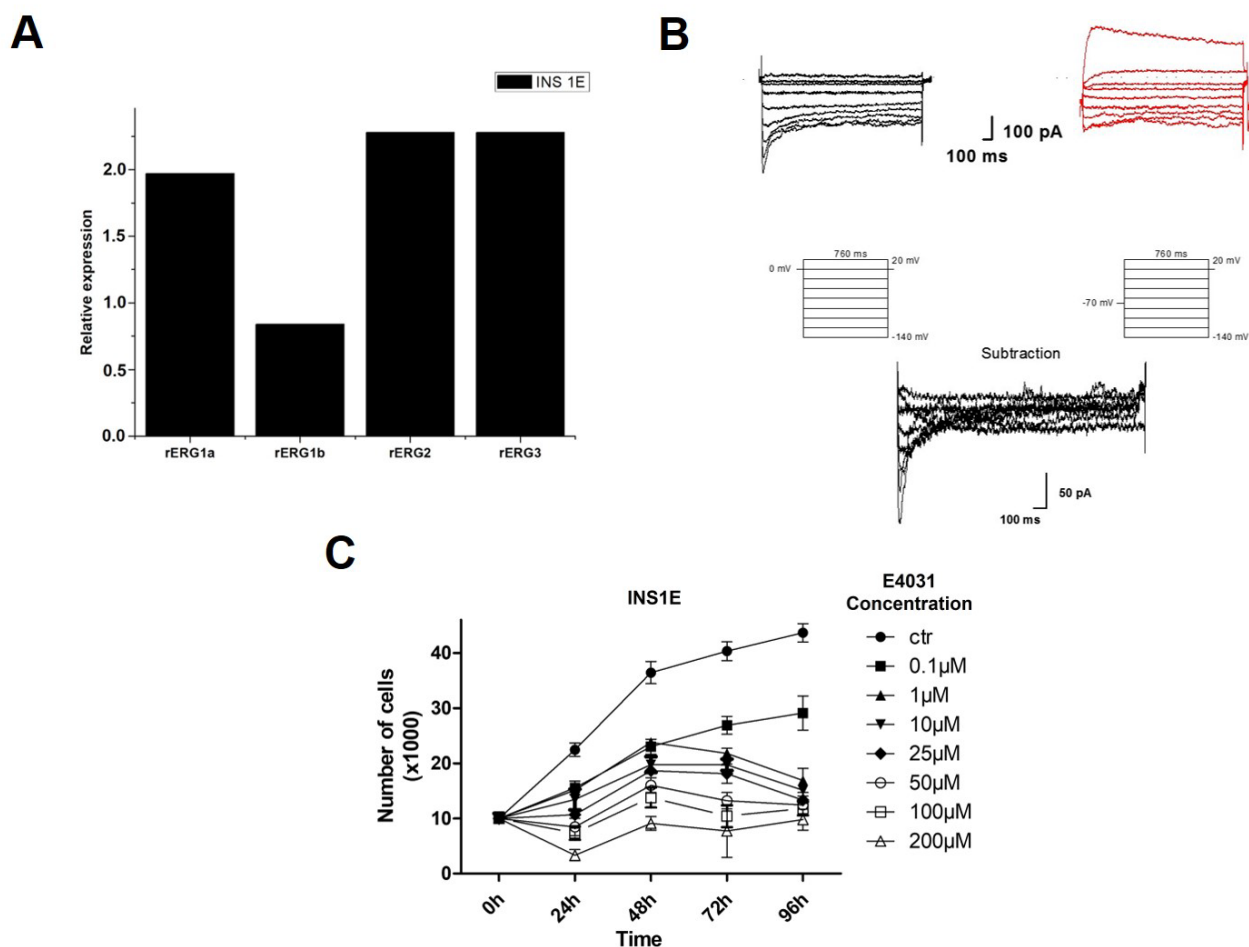 A
INS 1E
Relative expression
2.0
1.5
1.0
0.5
0.0
rERG1a
rERG1b
rERG2
rERG3
B
100 pA
100 ms
760 ms
0 mV
20 mV
-140 mV
760 ms
20 mV
-70 mV
-140 mV
Subtraction
50 pA
100 ms
C
INS1E
Number of cells
(x1000)
40
30
20
10
0
0h
24h
48h
72h
96h
Time
E4031
Concentration
ctr
0.1µM
1µM
10µM
25µM
50µM
100µM
200µM